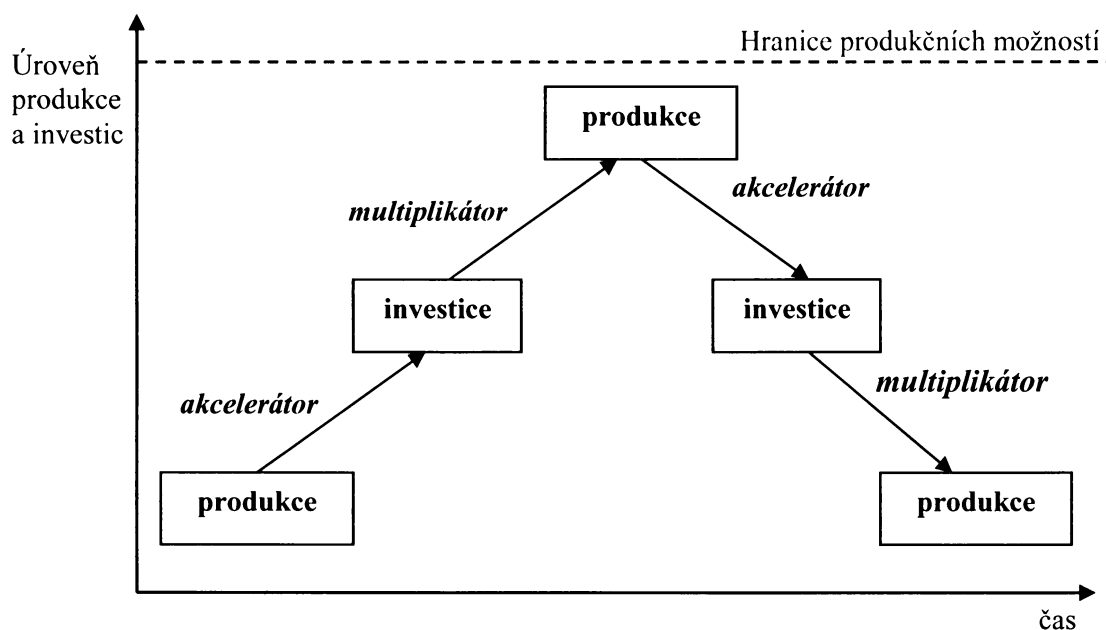 Hranice produkčních možností
Úroveň
produkce
a investic
produkce
akcelerátor
multiplikátor
investice
investice
multiplikátor
akcelerátor
produkce
produkce
čas